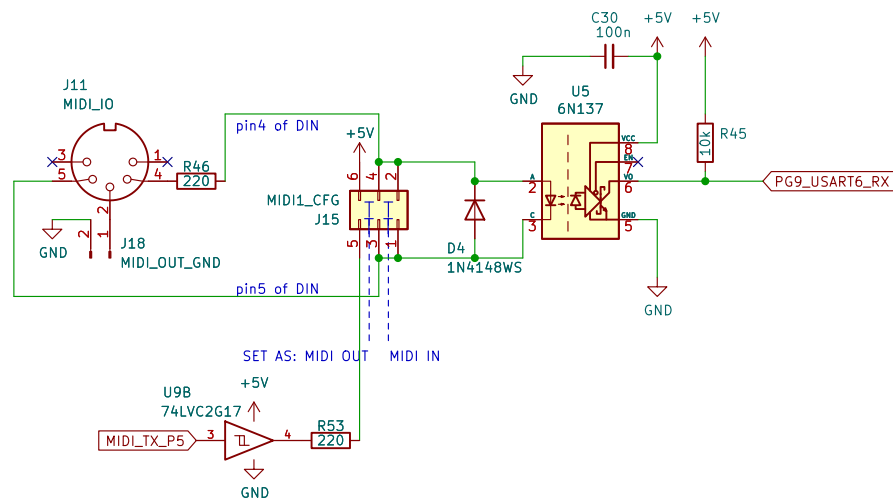 C30
100n
+5V
+5V
GND
U5
6N137
J11
MIDI_IO
pin4 of DIN
+5V
VCC
8
EN
7
10k
R45
3
1
5
4
2
R46
220
6
4
2
MIDI1_CFG
J15
A
2
VO
6
PG9_USART6_RX
C
3
GND
5
5
3
1
GND
2
1
J18
MIDI_OUT_GND
D4
1N4148WS
pin5 of DIN
GND
SET AS: MIDI OUT
MIDI IN
U9B
74LVC2G17
+5V
MIDI_TX_P5
3
4
R53
220
GND